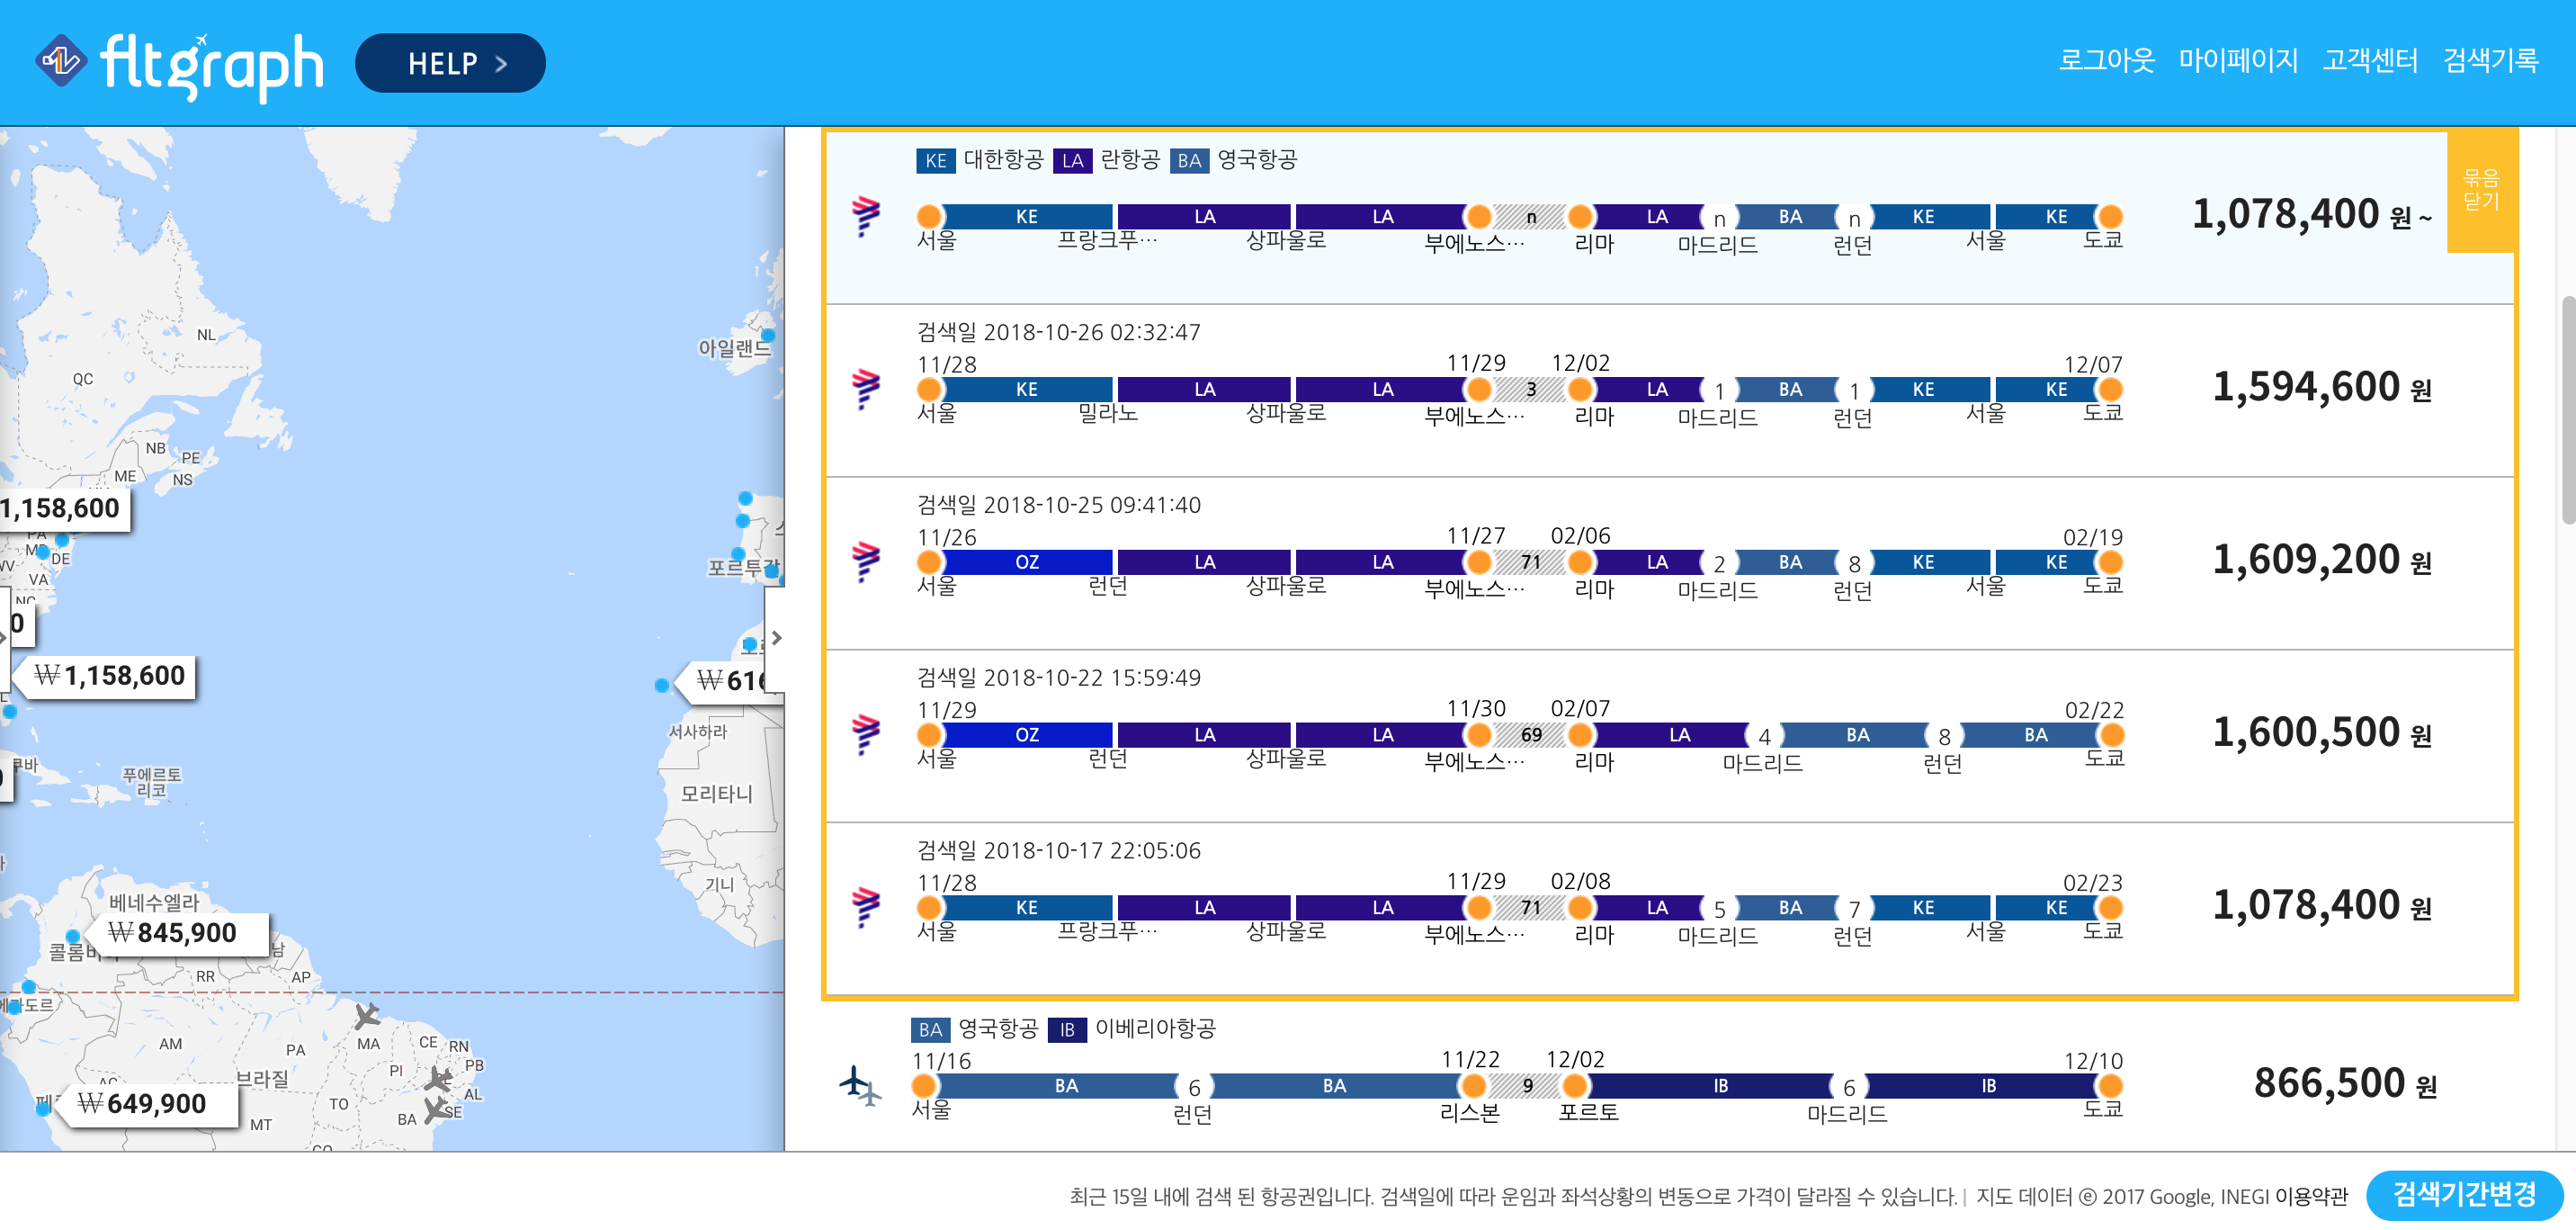 fltgraph
HELP >
로그아웃 마이페이지 고객센터 검색기록
KE 대한항공 LA 란항공 BA 영국항공
묶음
닫기
KE LA LA n LA n BA n KE KE
서울 프랑크푸… 상파울로 부에노스… 리마 마드리드 런던 서울 도쿄
1,078,400 원 ~
검색일 2018-10-26 02:32:47
11/28 11/29 12/02 12/07
KE LA LA 3 LA 1 BA 1 KE KE
서울 밀라노 상파울로 부에노스… 리마 마드리드 런던 서울 도쿄
1,594,600 원
검색일 2018-10-25 09:41:40
11/26 11/27 02/06 02/19
OZ LA LA 71 LA 2 BA 8 KE KE
서울 런던 상파울로 부에노스… 리마 마드리드 런던 서울 도쿄
1,609,200 원
검색일 2018-10-22 15:59:49
11/29 11/30 02/07 02/22
OZ LA LA 69 LA 4 BA 8 BA
서울 런던 상파울로 부에노스… 리마 마드리드 런던 도쿄
1,600,500 원
검색일 2018-10-17 22:05:06
11/28 11/29 02/08 02/23
KE LA LA 71 LA 5 BA 7 KE KE
서울 프랑크푸… 상파울로 부에노스… 리마 마드리드 런던 서울 도쿄
1,078,400 원
BA 영국항공 IB 이베리아항공
11/16 11/22 12/02 12/10
BA 6 BA 9 IB 6 IB
서울 런던 리스본 포르토 마드리드 도쿄
866,500 원
NL
아일랜드
QC
NB
PE
ME
NS
1,158,600
PA
DE
VA
NC
₩1,158,600
₩616
서사하라
푸에르토
리코
모리타니
기니
베네수엘라
₩845,900
RR
AP
AM
PA
MA
CE
RN
PB
PI
브라질
AL
₩649,900
TO
BA
SE
MT
최근 15일 내에 검색 된 항공권입니다. 검색일에 따라 운임과 좌석상황의 변동으로 가격이 달라질 수 있습니다. | 지도 데이터 ⓒ 2017 Google, INEGI 이용약관
검색기간변경